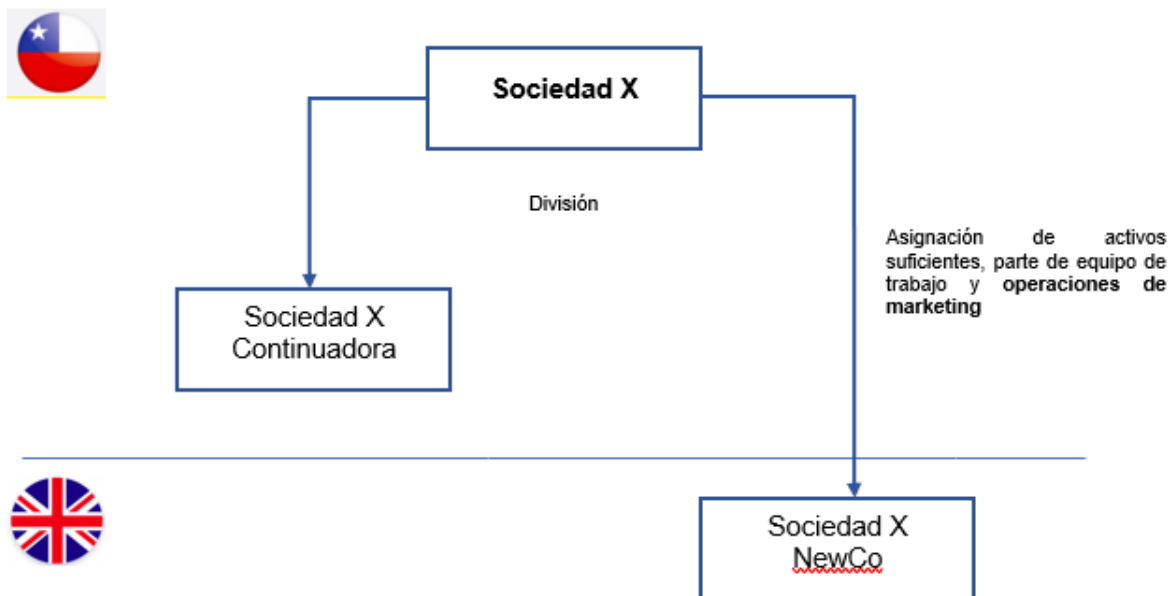 Sociedad X
División
Asignación de activos
suficientes, parte de equipo de
trabajo y operaciones de
marketing
Sociedad X
Continuadora
Sociedad X
NewCo